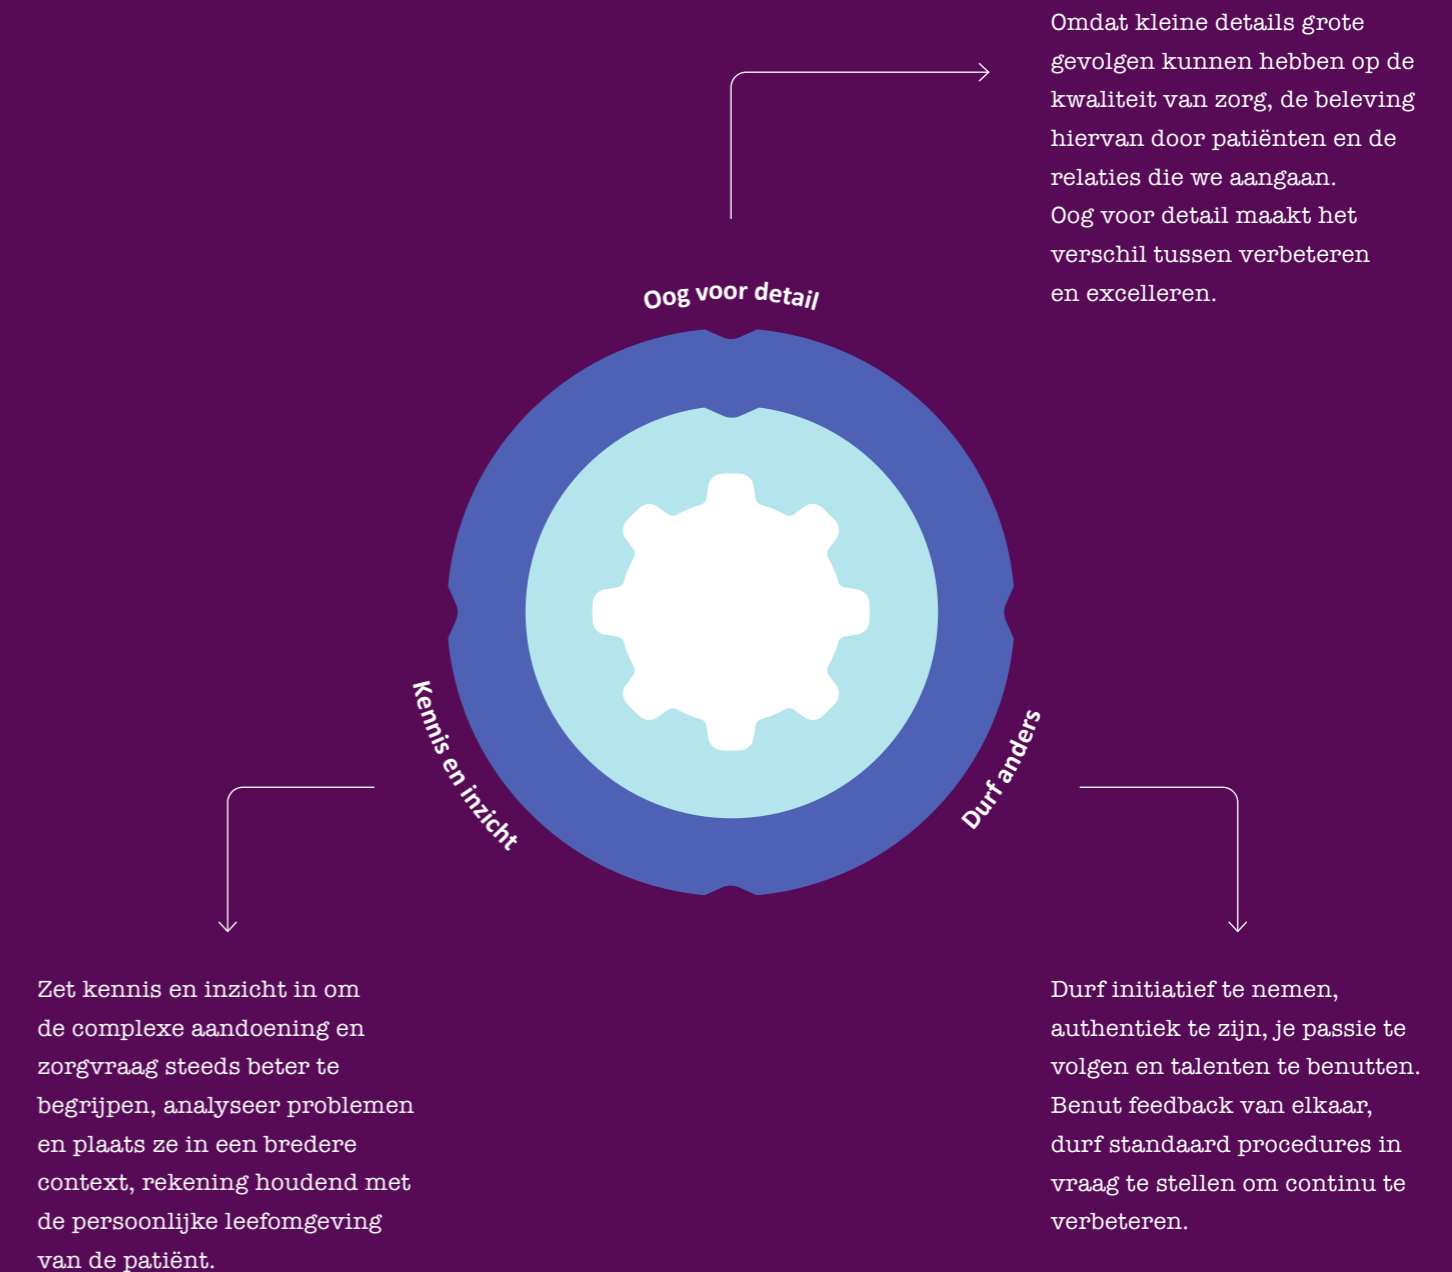 Omdat kleine details grote
gevolgen kunnen hebben op de
kwaliteit van zorg, de beleving
hiervan door patiënten en de
relaties die we aangaan.
Oog voor detail maakt het
verschil tussen verbeteren
en excelleren.
Oog voor detail
Kennis en inzicht
Durf anders
Zet kennis en inzicht in om
de complexe aandoening en
zorgvraag steeds beter te
begrijpen, analyseer problemen
en plaats ze in een bredere
context, rekening houdend met
de persoonlijke leefomgeving
van de patiënt.
Durf initiatief te nemen,
authentiek te zijn, je passie te
volgen en talenten te benutten.
Benut feedback van elkaar,
durf standaard procedures in
vraag te stellen om continu te
verbeteren.